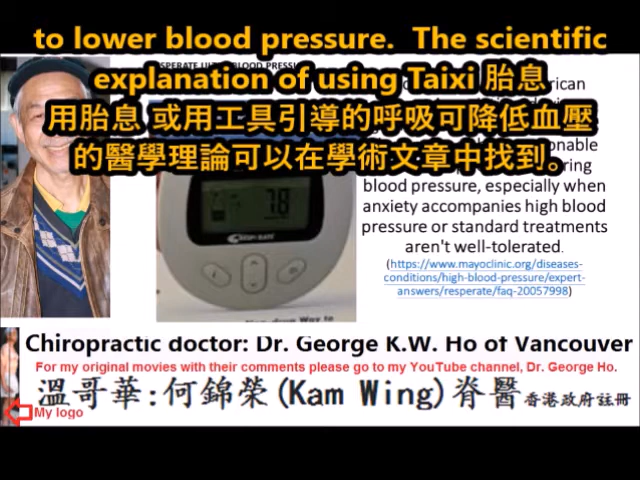 to lower blood pressure. The scientific
explanation of using Taixi 胎息
用胎息 或用工具引導的呼吸可降低血壓
的醫學理論可以在學術文章中找到。
blood pressure, especially when
anxiety accompanies high blood
pressure or standard treatments
aren't well-tolerated.
(https://www.mayoclinic.org/diseases-
conditions/high-blood-pressure/expert-
answers/resperate/faq-20057998)
7.8
Chiropractic doctor: Dr. George K.W. Ho of Vancouver
For my original movies with their comments please go to my YouTube channel, Dr. George Ho.
溫哥華:何錦榮(Kam Wing)脊醫香港政府註冊
My logo